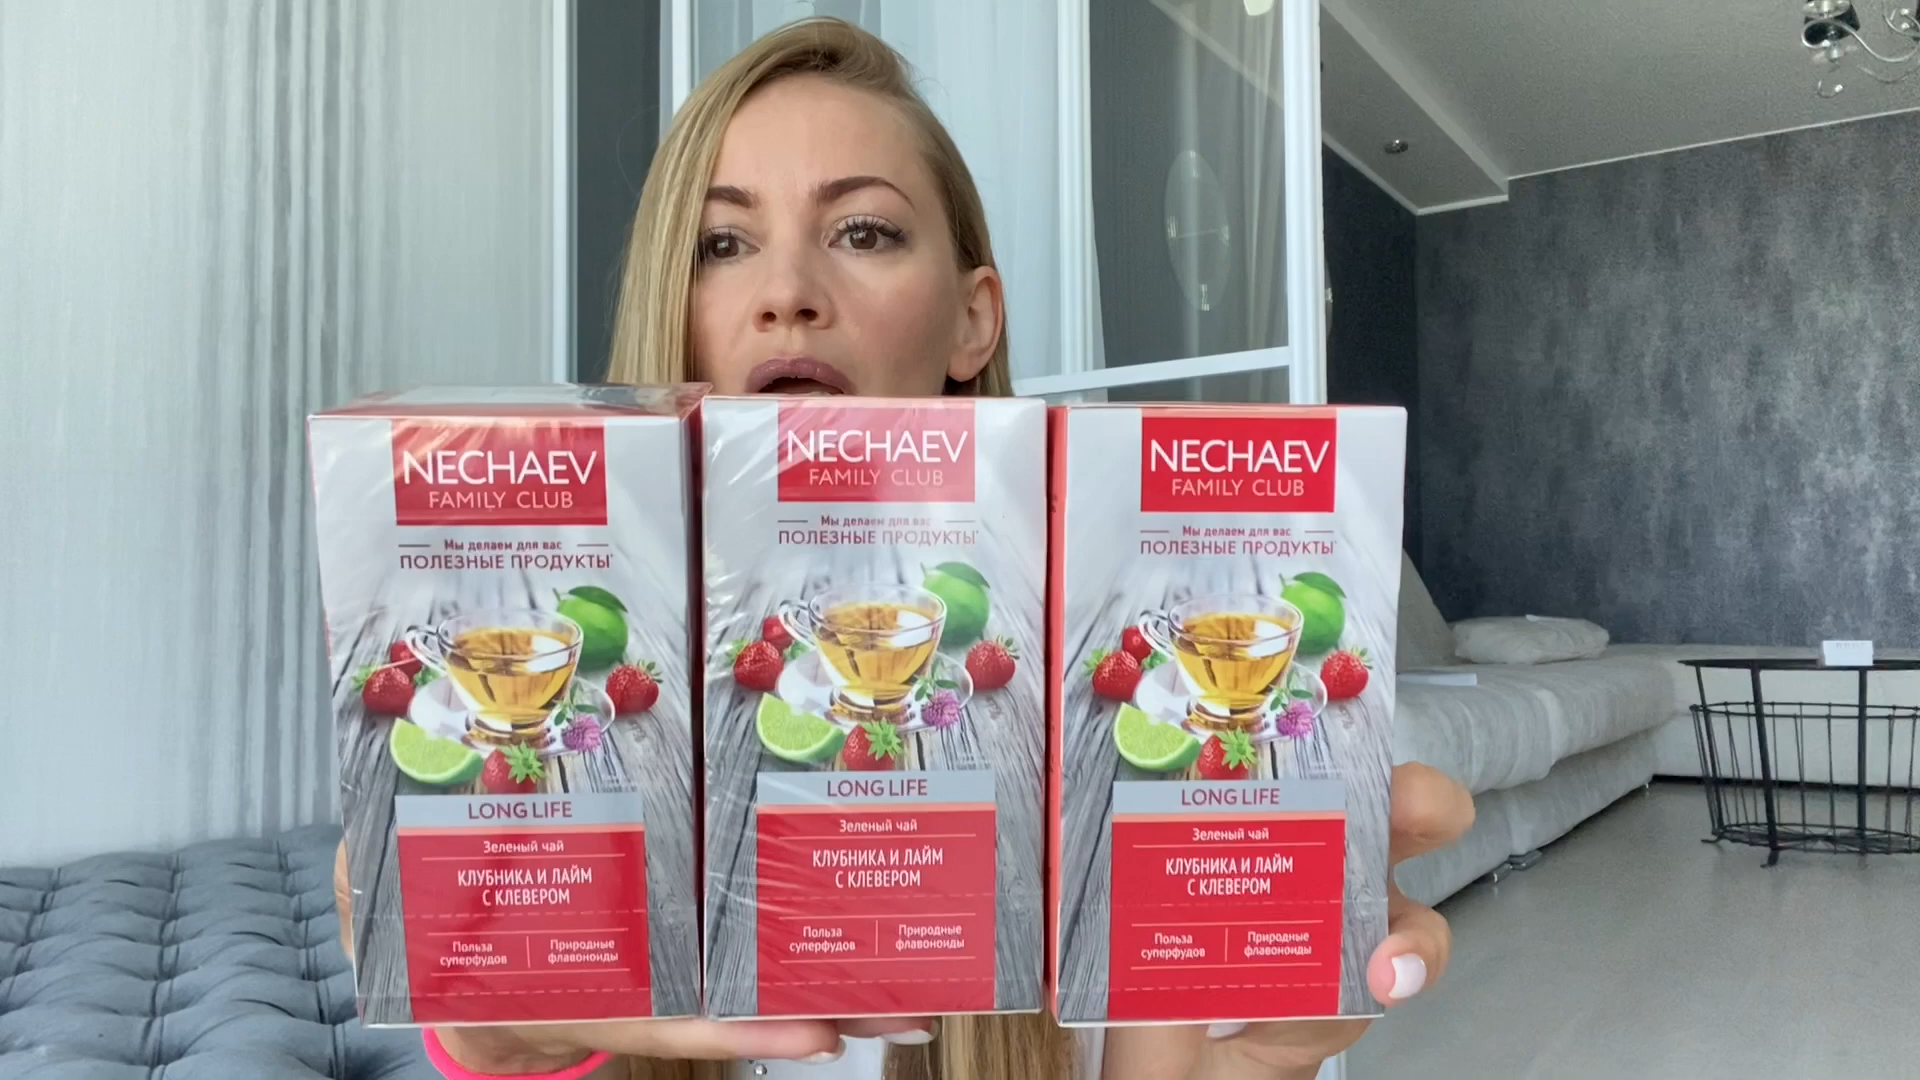 NECHAEV
FAMILY CLUB
Мы делаем для вас
ПОЛЕЗНЫЕ ПРОДУКТЫ*
LONG LIFE
Зеленый чай
КЛУБНИКА И ЛАЙМ
С КЛЕВЕРОМ
Польза
суперфудов
Природные
флавоноиды
NECHAEV
FAMILY CLUB
Мы делаем для вас
ПОЛЕЗНЫЕ ПРОДУКТЫ*
LONG LIFE
Зеленый чай
КЛУБНИКА И ЛАЙМ
С КЛЕВЕРОМ
Польза
суперфудов
Природные
флавоноиды
NECHAEV
FAMILY CLUB
Мы делаем для вас
ПОЛЕЗНЫЕ ПРОДУКТЫ*
LONG LIFE
Зеленый чай
КЛУБНИКА И ЛАЙМ
С КЛЕВЕРОМ
Польза
суперфудов
Природные
флавоноиды